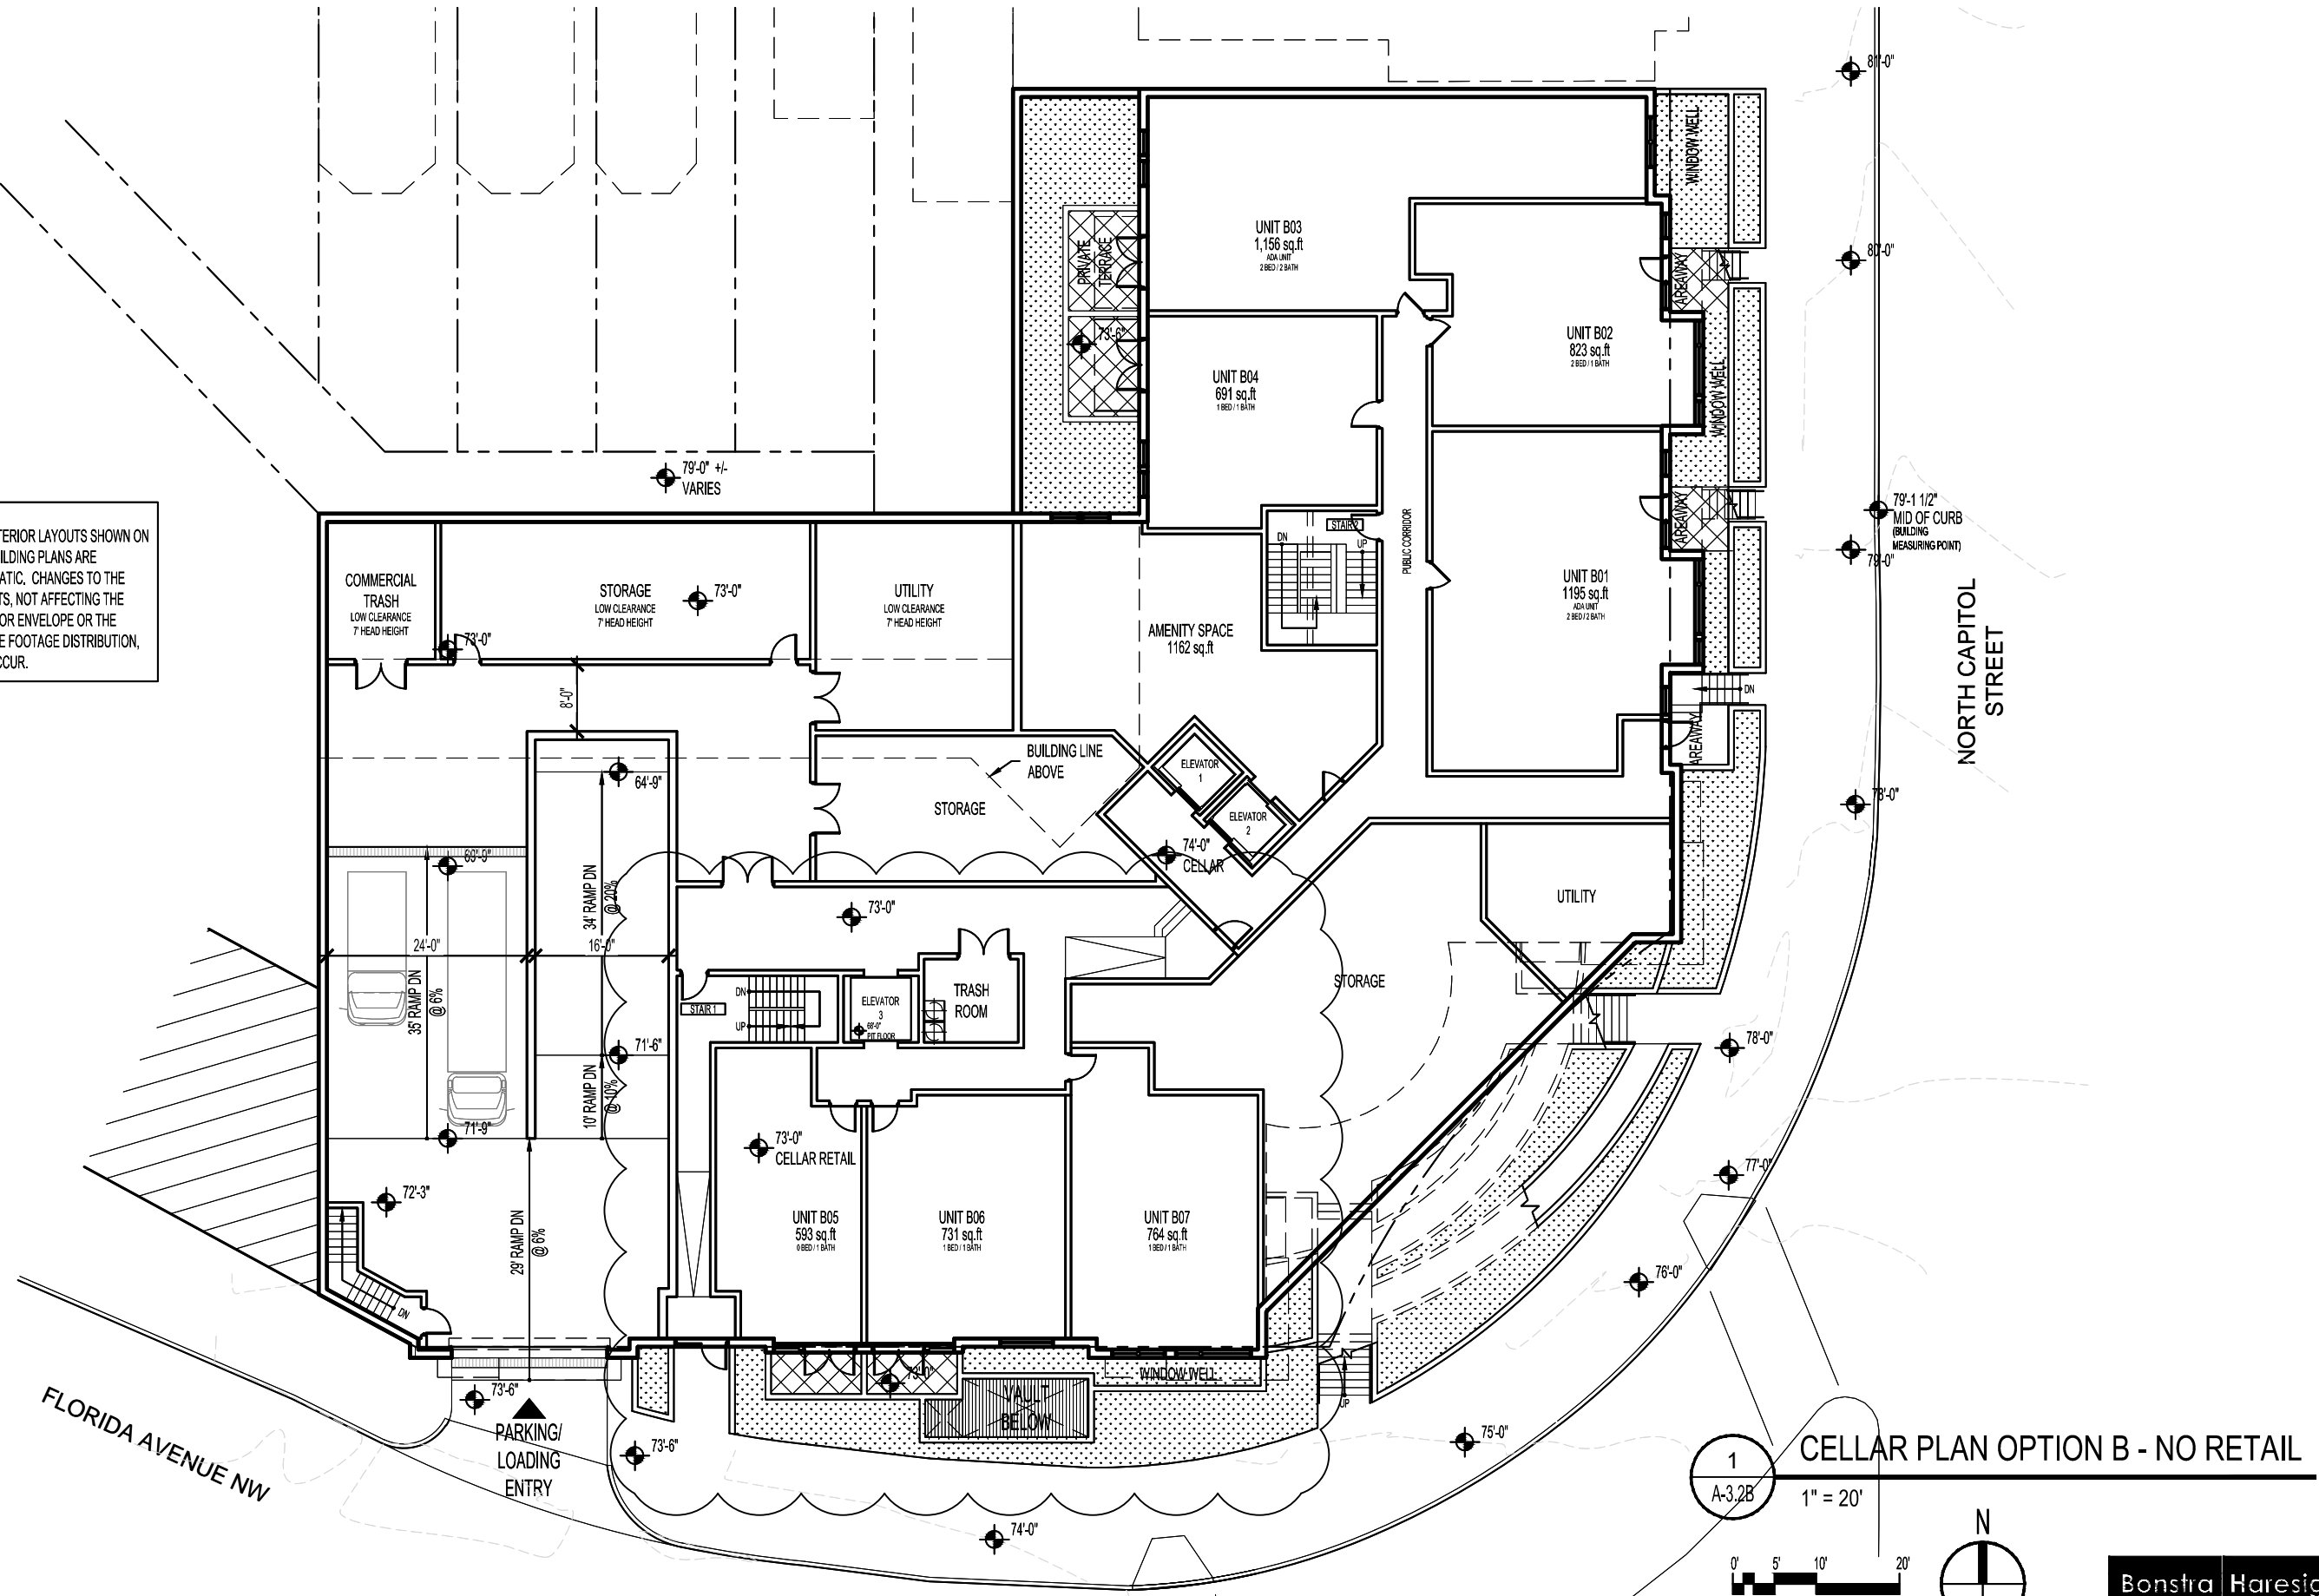 81'-0"
WINDOW WELL
UNIT B03
1,156 sq.ft
ADA UNIT
2 BED / 2 BATH
PRIVATE
TERRACE
80'-0"
AREAWAY
73'-6"
UNIT B02
823 sq.ft
2 BED / 1 BATH
UNIT B04
691 sq.ft
1 BED / 1 BATH
WINDOW WELL
79'-0" +/-
VARIES
79'-1 1/2"
MID OF CURB
(BUILDING
MEASURING POINT)
79'-0"
STAIR 2
DN
UP
PUBLIC CORRIDOR
AREAWAY
TERIOR LAYOUTS SHOWN ON
ILDING PLANS ARE
ATIC. CHANGES TO THE
TS, NOT AFFECTING THE
OR ENVELOPE OR THE
E FOOTAGE DISTRIBUTION,
CCUR.
COMMERCIAL
TRASH
LOW CLEARANCE
7' HEAD HEIGHT
73'-0"
STORAGE
LOW CLEARANCE
7' HEAD HEIGHT
73'-0"
UTILITY
LOW CLEARANCE
7' HEAD HEIGHT
UNIT B01
1195 sq.ft
ADA UNIT
2 BED / 2 BATH
AMENITY SPACE
1162 sq.ft
NORTH CAPITOL
STREET
8'-0"
DN
AREAWAY
BUILDING LINE
ABOVE
64'-9"
ELEVATOR
1
ELEVATOR
2
STORAGE
78'-0"
74'-0"
CELLAR
69'-9"
34' RAMP DN
@ 20%
UTILITY
73'-0"
24'-0"
16'-0"
35' RAMP DN
@ 6%
STORAGE
STAIR 1
DN
UP
ELEVATOR
3
68'-0"
PIT FLOOR
TRASH
ROOM
71'-6"
78'-0"
10' RAMP DN
@ 10%
71'-9"
73'-0"
CELLAR RETAIL
77'-0"
72'-3"
29' RAMP DN
@ 6%
UNIT B05
593 sq.ft
0 BED / 1 BATH
UNIT B06
731 sq.ft
1 BED / 1 BATH
UNIT B07
764 sq.ft
1 BED / 1 BATH
76'-0"
DN
73'-0"
WINDOW WELL
VAULT
BELOW
UP
73'-6"
FLORIDA AVENUE NW
PARKING/
LOADING
ENTRY
73'-6"
75'-0"
74'-0"
1
A-3.2B
CELLAR PLAN OPTION B - NO RETAIL
1" = 20'
N
0' 5' 10' 20'
Bonstra Haresig